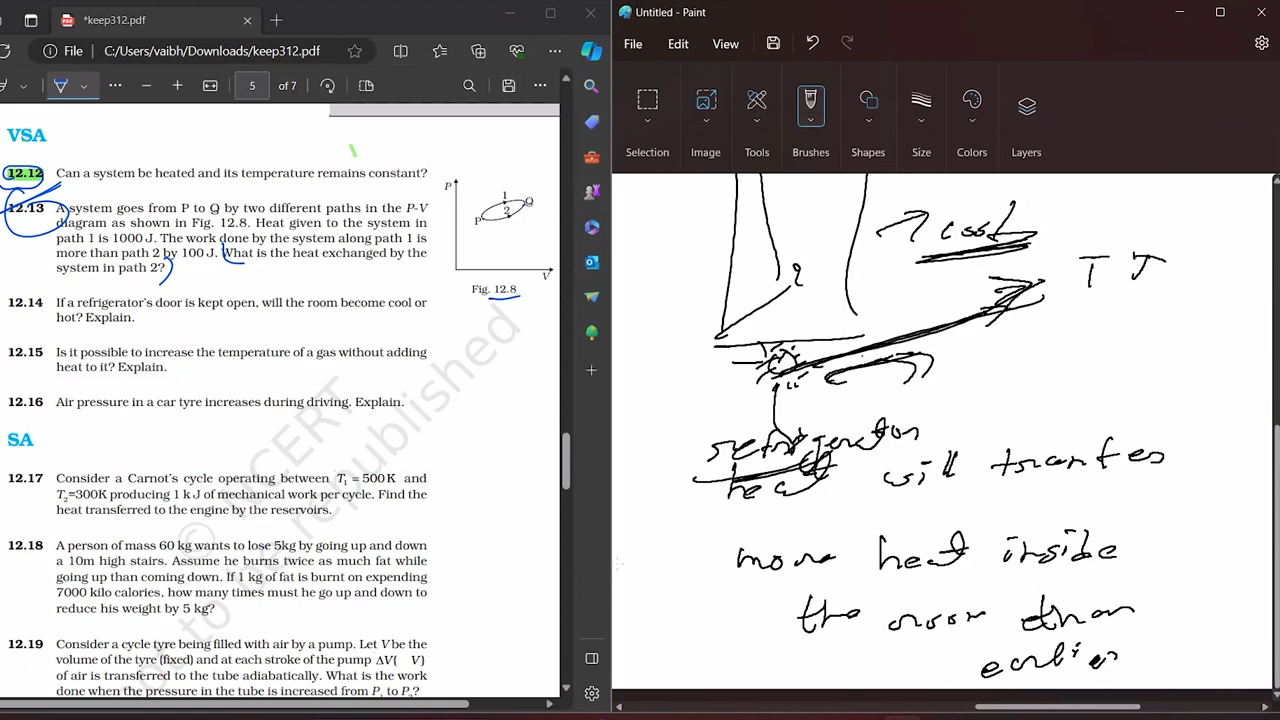 *keep312.pdf
File C:/Users/vaibh/Downloads/keep312.pdf
5 of 7
VSA
12.12 Can a system be heated and its temperature remains constant?
12.13 A system goes from P to Q by two different paths in the P-V
diagram as shown in Fig. 12.8. Heat given to the system in
path 1 is 1000 J. The work done by the system along path 1 is
more than path 2 by 100 J. What is the heat exchanged by the
system in path 2?
P
1
Q
2
P
V
Fig. 12.8
12.14 If a refrigerator's door is kept open, will the room become cool or
hot? Explain.
12.15 Is it possible to increase the temperature of a gas without adding
heat to it? Explain.
12.16 Air pressure in a car tyre increases during driving. Explain.
SA
12.17 Consider a Carnot's cycle operating between T₁ = 500K and
T₂=300K producing 1 k J of mechanical work per cycle. Find the
heat transferred to the engine by the reservoirs.
12.18 A person of mass 60 kg wants to lose 5kg by going up and down
a 10m high stairs. Assume he burns twice as much fat while
going up than coming down. If 1 kg of fat is burnt on expending
7000 kilo calories, how many times must he go up and down to
reduce his weight by 5 kg?
12.19 Consider a cycle tyre being filled with air by a pump. Let V be the
volume of the tyre (fixed) and at each stroke of the pump ΔV( V)
of air is transferred to the tube adiabatically. What is the work
done when the pressure in the tube is increased from P₁ to P₂?
© NCERT
to be republished
Untitled - Paint
File Edit View
Selection Image Tools Brushes Shapes Size Colors Layers
T
refrigerator
heat will transfer
more heat inside
the room than
earlier